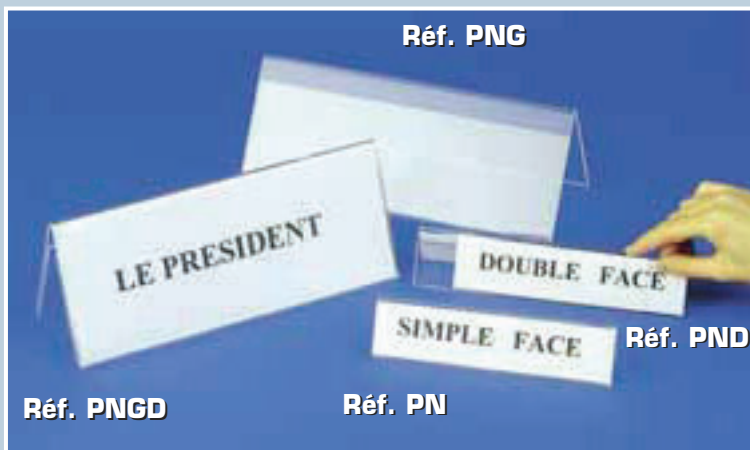 Réf. PNG
LE PRESIDENT
DOUBLE FACE
SIMPLE FACE
Réf. PND
Réf. PNGD
Réf. PN